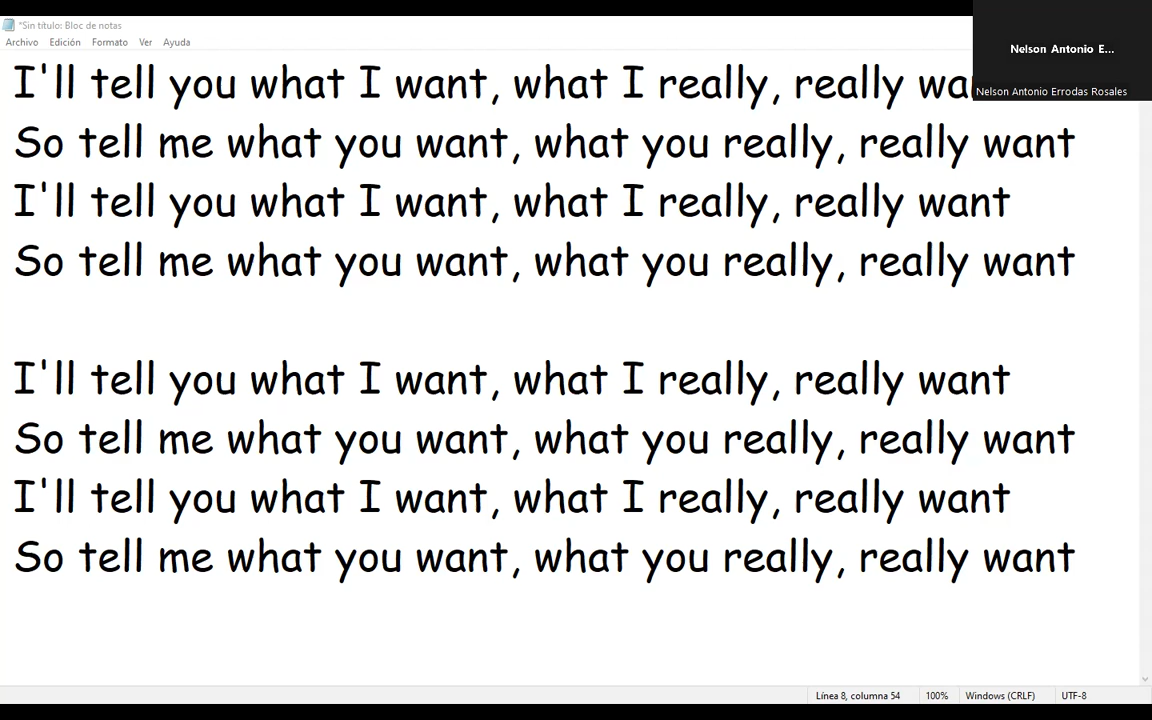 *Sin título: Bloc de notas
Archivo Edición Formato Ver Ayuda
Nelson Antonio E...
Nelson Antonio Errodas Rosales
I'll tell you what I want, what I really, really
So tell me what you want, what you really, really want
I'll tell you what I want, what I really, really want
So tell me what you want, what you really, really want
I'll tell you what I want, what I really, really want
So tell me what you want, what you really, really want
I'll tell you what I want, what I really, really want
So tell me what you want, what you really, really want
Línea 8, columna 54 100% Windows (CRLF) UTF-8